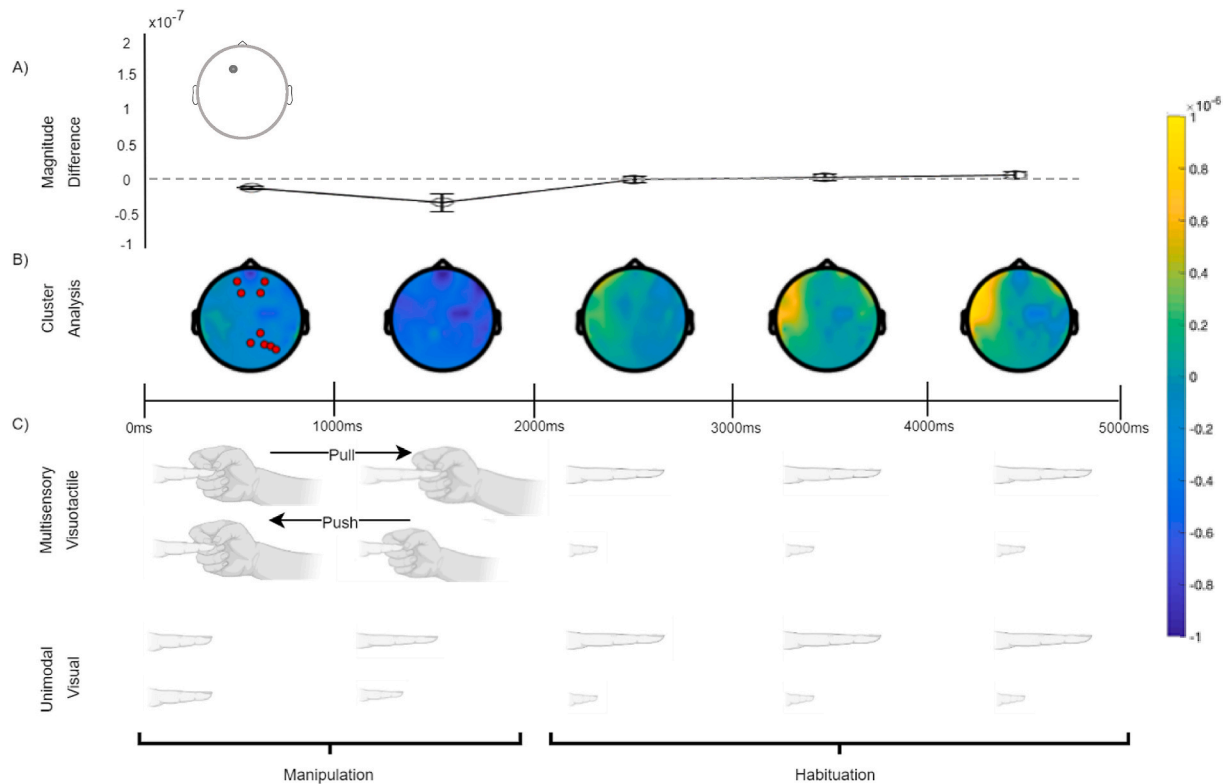 x10-7
A)
Magnitude
Difference
2
1.5
1
0.5
0
-0.5
-1
B)
Cluster
Analysis
×10-6
1
0.8
0.6
0.4
0.2
0
-0.2
-0.4
-0.6
-0.8
-1
0ms
1000ms
2000ms
3000ms
4000ms
5000ms
C)
Multisensory
Visuotactile
Pull
Push
Unimodal
Visual
Manipulation
Habituation